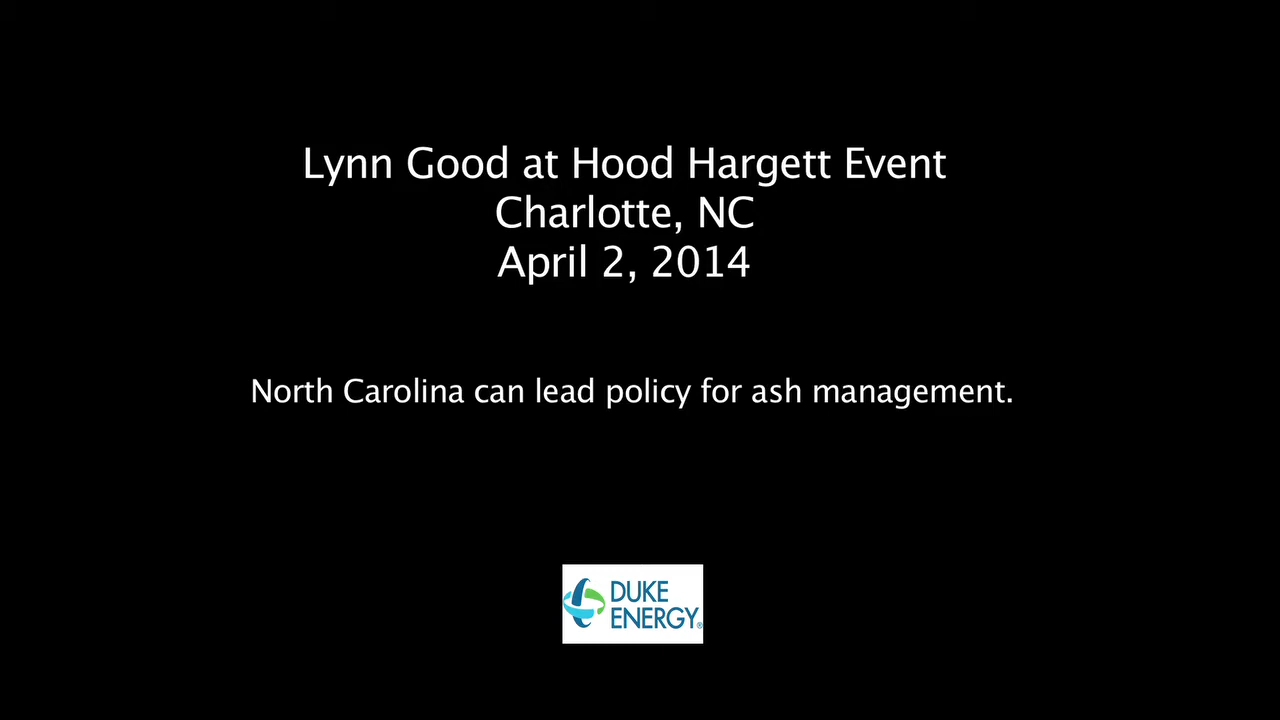 Lynn Good at Hood Hargett Event
Charlotte, NC
April 2, 2014
North Carolina can lead policy for ash management.
DUKE
ENERGY®